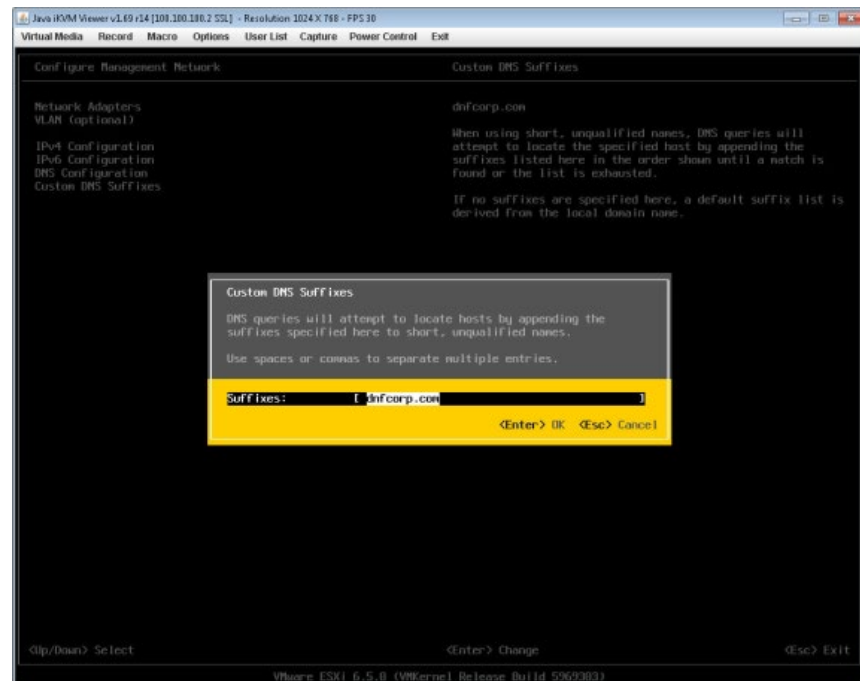 Java iKVM Viewer v1.69 r14 [108.100.180.2 SSL] - Resolution 1024 X 768 - FPS 30
Virtual Media Record Macro Options User List Capture Power Control Exit
Configure Management Network
Custom DNS Suffixes
Network Adapters
VLAN (optional)
IPv4 Configuration
IPv6 Configuration
DNS Configuration
Custom DNS Suffixes
dnfcorp.com
When using short, unqualified names, DNS queries will
attempt to locate the specified host by appending the
suffixes listed here in the order shown until a match is
found or the list is exhausted.
If no suffixes are specified here, a default suffix list is
derived from the local domain name.
Custom DNS Suffixes
DNS queries will attempt to locate hosts by appending the
suffixes specified here to short, unqualified names.
Use spaces or commas to separate multiple entries.
Suffixes: [ dnfcorp.com ]
<Enter> OK <Esc> Cancel
<Up/Down> Select
<Enter> Change
<Esc> Exit
VMware ESXi 6.5.0 (VMKernel Release Build 5969303)